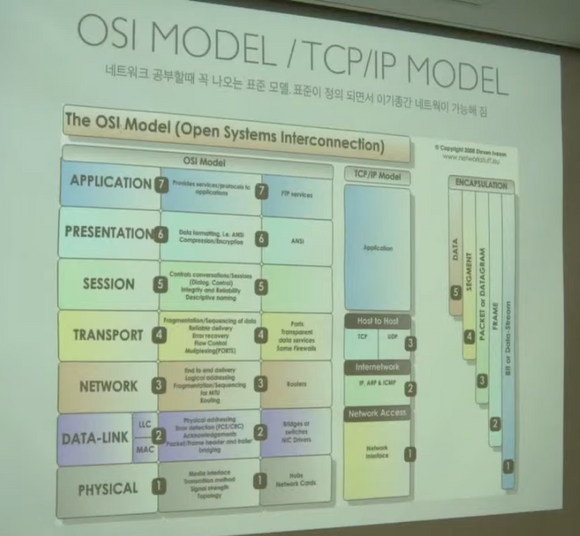 OSI MODEL / TCP/IP MODEL
네트워크 공부할때 꼭 나오는 표준 모델. 표준이 정의 되면서 이기종간 네트웍이 가능해 짐
The OSI Model (Open Systems Interconnection)
© Copyright 2008 Steven Iveson
www.networkstuff.eu
OSI Model
TCP/IP Model
ENCAPSULATION
APPLICATION
7
Provides services/protocols to
applications
7
FTP services
PRESENTATION
6
Data formatting, i.e. ANSI
Compression/Encryption
6
ANSI
SESSION
5
Controls conversations/Sessions
(Dialog, Control)
Integrity and Reliability
Descriptive naming
5
Application
TRANSPORT
4
Fragmentation/Sequencing of data
Reliable delivery
Error recovery
Flow Control
Multiplexing(PORTS)
4
Ports
Transparent
data services
Some Firewalls
Host to Host
TCP UDP
3
NETWORK
3
End to end delivery
Logical addressing
Fragmentation/Sequencing
for MTU
Routing
3
Routers
Internetwork
IP, ARP & ICMP
2
DATA-LINK
LLC
MAC
2
Physical addressing
Error detection (FCS/CRC)
Acknowledgements
Packet/Frame header and trailer
bridging
2
Bridges or
switches
NIC Drivers
Network Access
Network
Interface
1
PHYSICAL
1
Media interface
Transmition method
Signal strength
Topology
1
Hubs
Network Cards
DATA
5
SEGMENT
4
PACKET or DATAGRAM
3
FRAME
2
Bit or Data-Stream
1